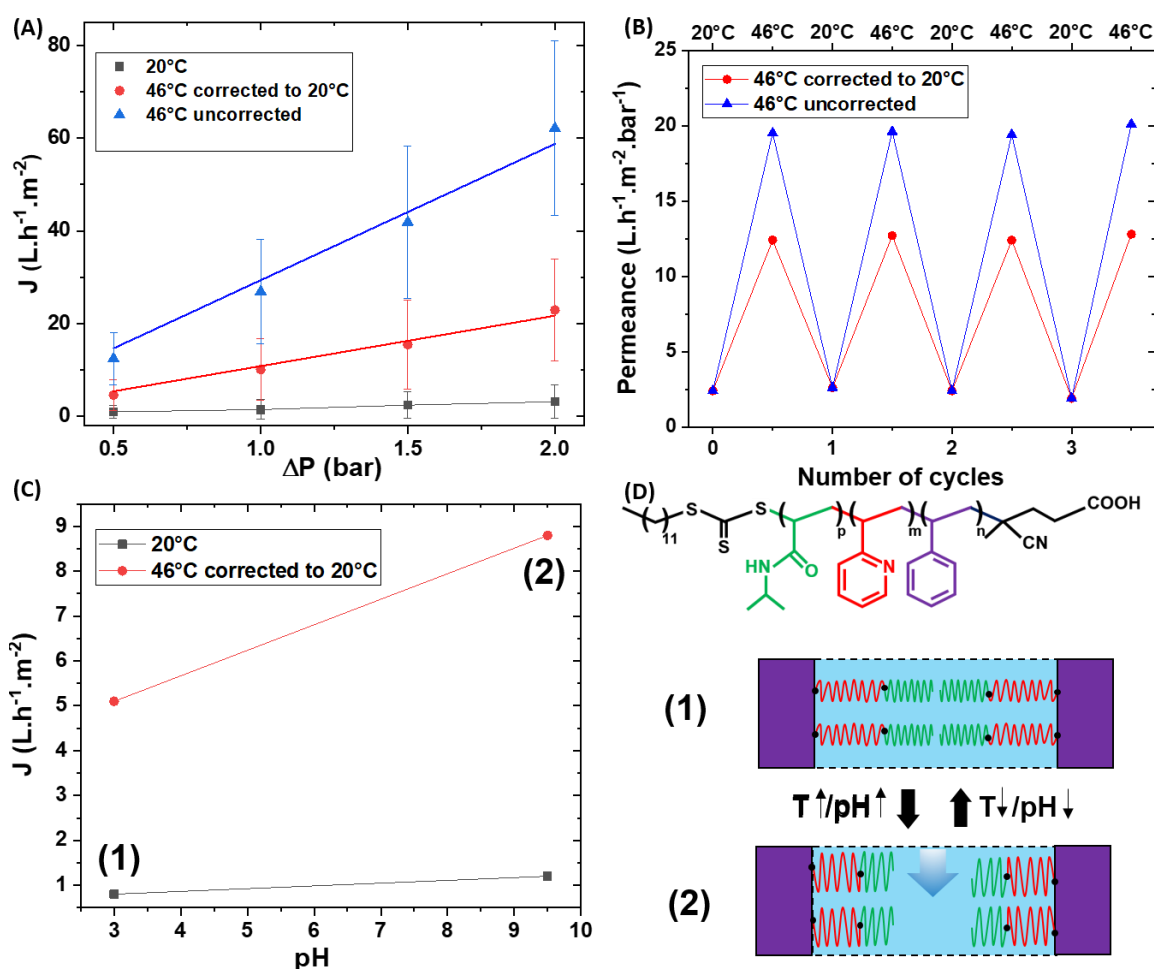 (A)
80
60
40
20
0
J (L.h⁻¹.m⁻²)
20°C
46°C corrected to 20°C
46°C uncorrected
0.5 1.0 1.5 2.0
ΔP (bar)
(B)
20°C 46°C 20°C 46°C 20°C 46°C 20°C 46°C
25
20
15
10
5
0
Permeance (L.h⁻¹.m⁻².bar⁻¹)
46°C corrected to 20°C
46°C uncorrected
0 1 2 3
Number of cycles
(C)
9
8
7
6
5
4
3
2
1
J (L.h⁻¹.m⁻²)
20°C
46°C corrected to 20°C
(2)
(1)
3 4 5 6 7 8 9 10
pH
(D)
( )11 S S S ( )p ( )m ( )n COOH
CN
HN O N
(1)
T↑/pH↑ T↓/pH↓
(2)